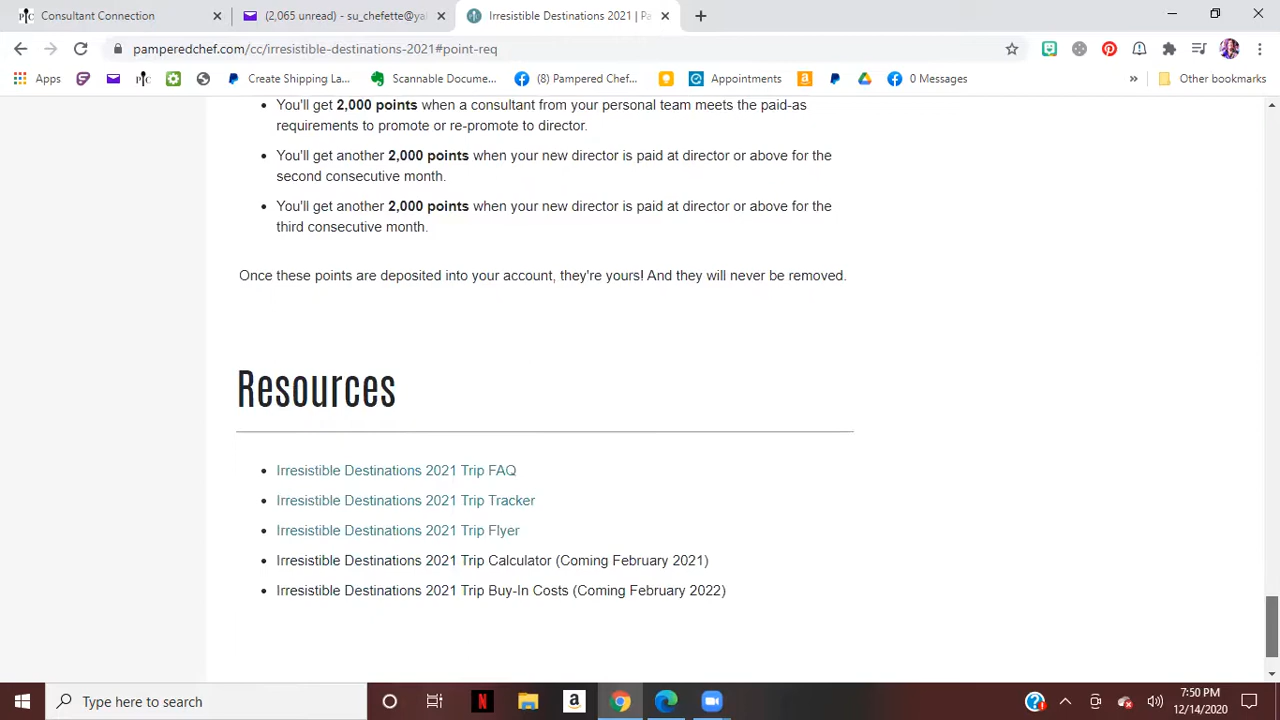 Consultant Connection
(2,065 unread) - su_chefette@ya
Irresistible Destinations 2021 | Pa
pamperedchef.com/cc/irresistible-destinations-2021#point-req
Apps
Create Shipping La...
Scannable Docume...
(8) Pampered Chef...
Appointments
0 Messages
Other bookmarks
• You'll get 2,000 points when a consultant from your personal team meets the paid-as
requirements to promote or re-promote to director.
• You'll get another 2,000 points when your new director is paid at director or above for the
second consecutive month.
• You'll get another 2,000 points when your new director is paid at director or above for the
third consecutive month.
Once these points are deposited into your account, they're yours! And they will never be removed.
Resources
• Irresistible Destinations 2021 Trip FAQ
• Irresistible Destinations 2021 Trip Tracker
• Irresistible Destinations 2021 Trip Flyer
• Irresistible Destinations 2021 Trip Calculator (Coming February 2021)
• Irresistible Destinations 2021 Trip Buy-In Costs (Coming February 2022)
Type here to search
7:50 PM
12/14/2020